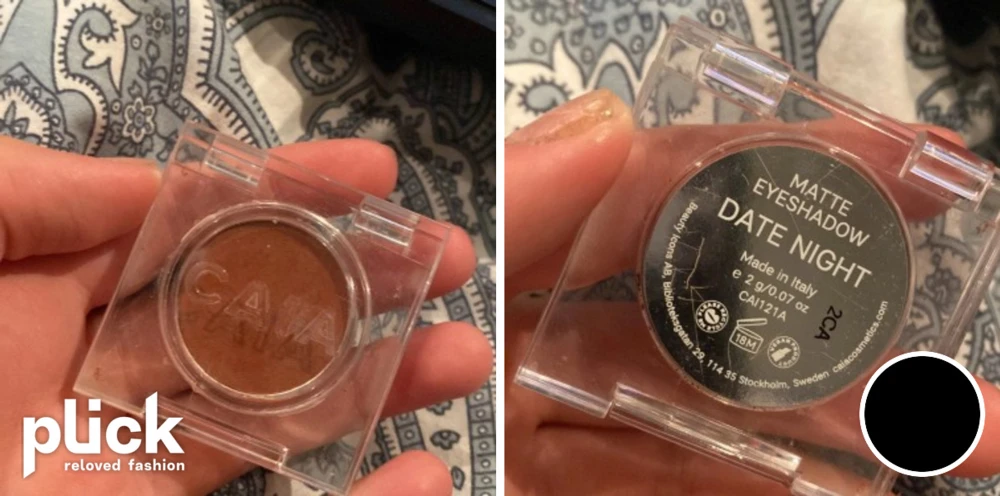 CAIA
plick
reloved fashion
MATTE
EYESHADOW
DATE NIGHT
Made in Italy
e 2 g/0.07 oz
CAI121A
2CA
18M
Beauty Icons AB, Biblioteksgatan 29, 114 35 Stockholm, Sweden caiacosmetics.com